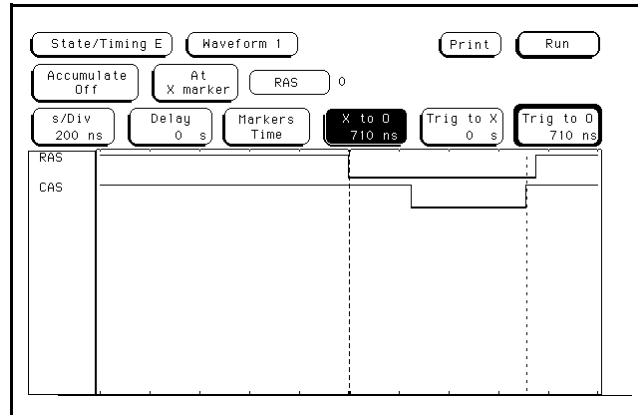 State/Timing E Waveform 1 Print Run
Accumulate Off At X marker RAS 0
s/Div 200 ns Delay 0 s Markers Time X to O 710 ns Trig to X 0 s Trig to O 710 ns
RAS
CAS